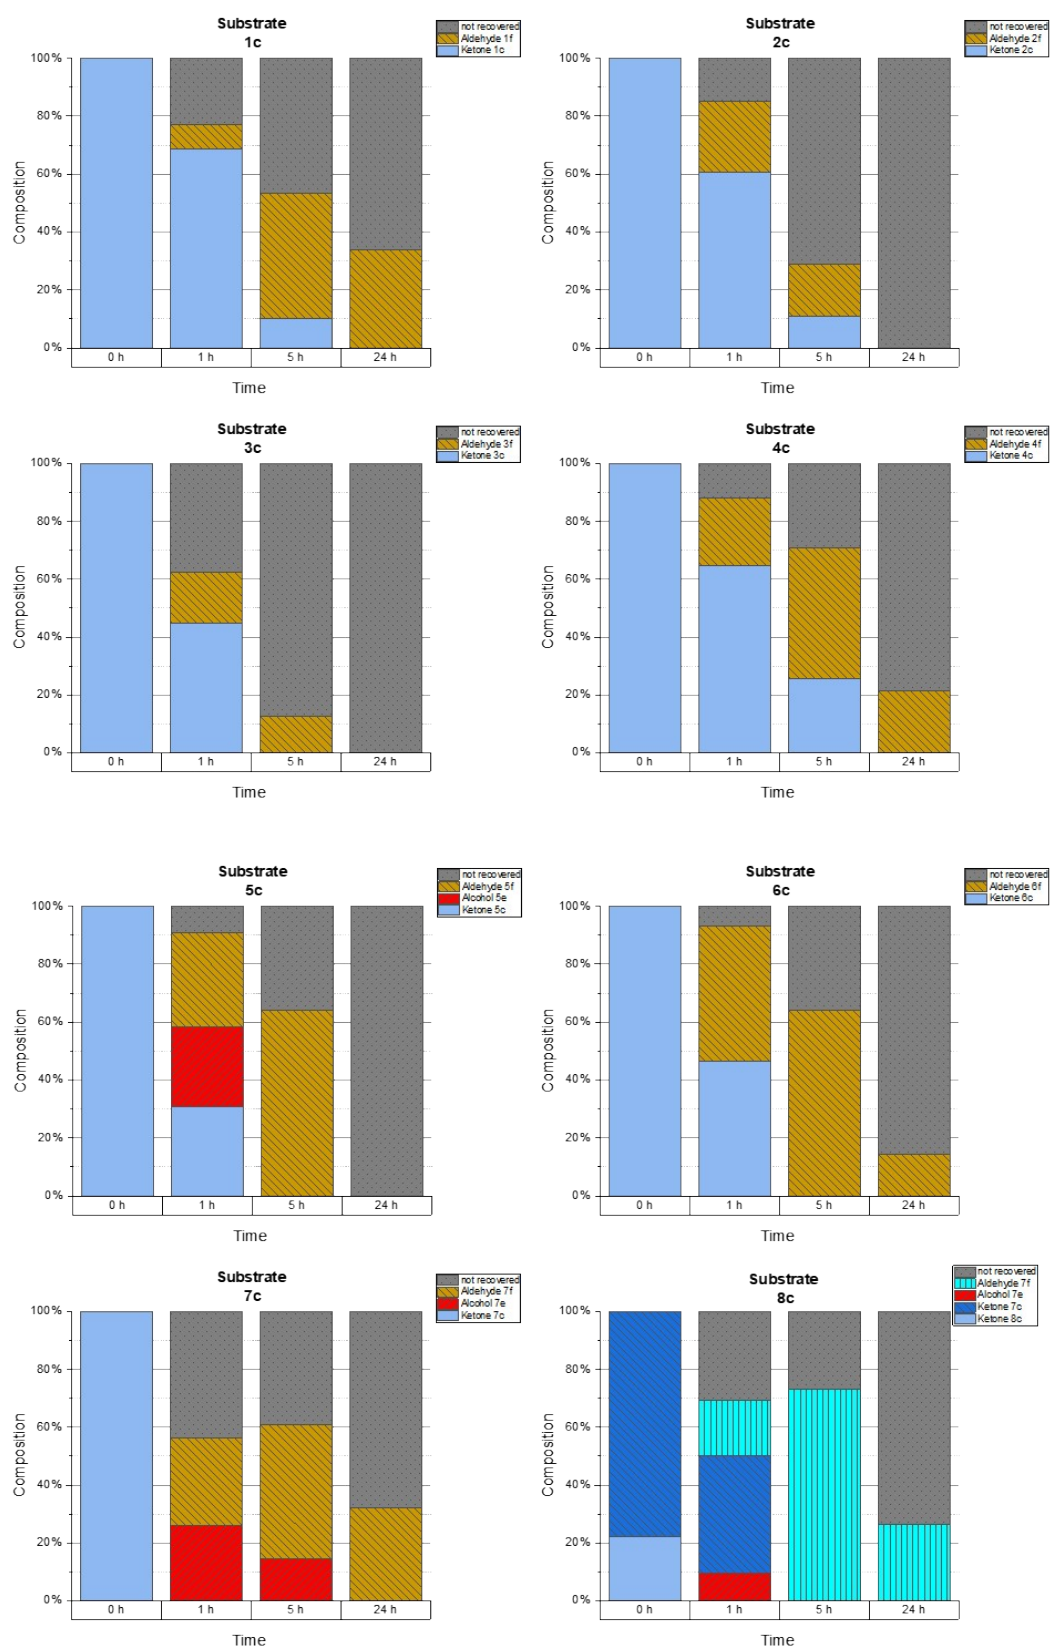 Substrate
1c
not recovered
Aldehyde 1f
Ketone 1c
100%
80%
60%
40%
20%
0%
Composition
0 h 1 h 5 h 24 h
Time
Substrate
2c
not recovered
Aldehyde 2f
Ketone 2c
100%
80%
60%
40%
20%
0%
Composition
0 h 1 h 5 h 24 h
Time
Substrate
3c
not recovered
Aldehyde 3f
Ketone 3c
100%
80%
60%
40%
20%
0%
Composition
0 h 1 h 5 h 24 h
Time
Substrate
4c
not recovered
Aldehyde 4f
Ketone 4c
100%
80%
60%
40%
20%
0%
Composition
0 h 1 h 5 h 24 h
Time
Substrate
5c
not recovered
Aldehyde 5f
Alcohol 5e
Ketone 5c
100%
80%
60%
40%
20%
0%
Composition
0 h 1 h 5 h 24 h
Time
Substrate
6c
not recovered
Aldehyde 6f
Ketone 6c
100%
80%
60%
40%
20%
0%
Composition
0 h 1 h 5 h 24 h
Time
Substrate
7c
not recovered
Aldehyde 7f
Alcohol 7e
Ketone 7c
100%
80%
60%
40%
20%
0%
Composition
0 h 1 h 5 h 24 h
Time
Substrate
8c
not recovered
Aldehyde 7f
Alcohol 7e
Ketone 7c
Ketone 8c
100%
80%
60%
40%
20%
0%
Composition
0 h 1 h 5 h 24 h
Time